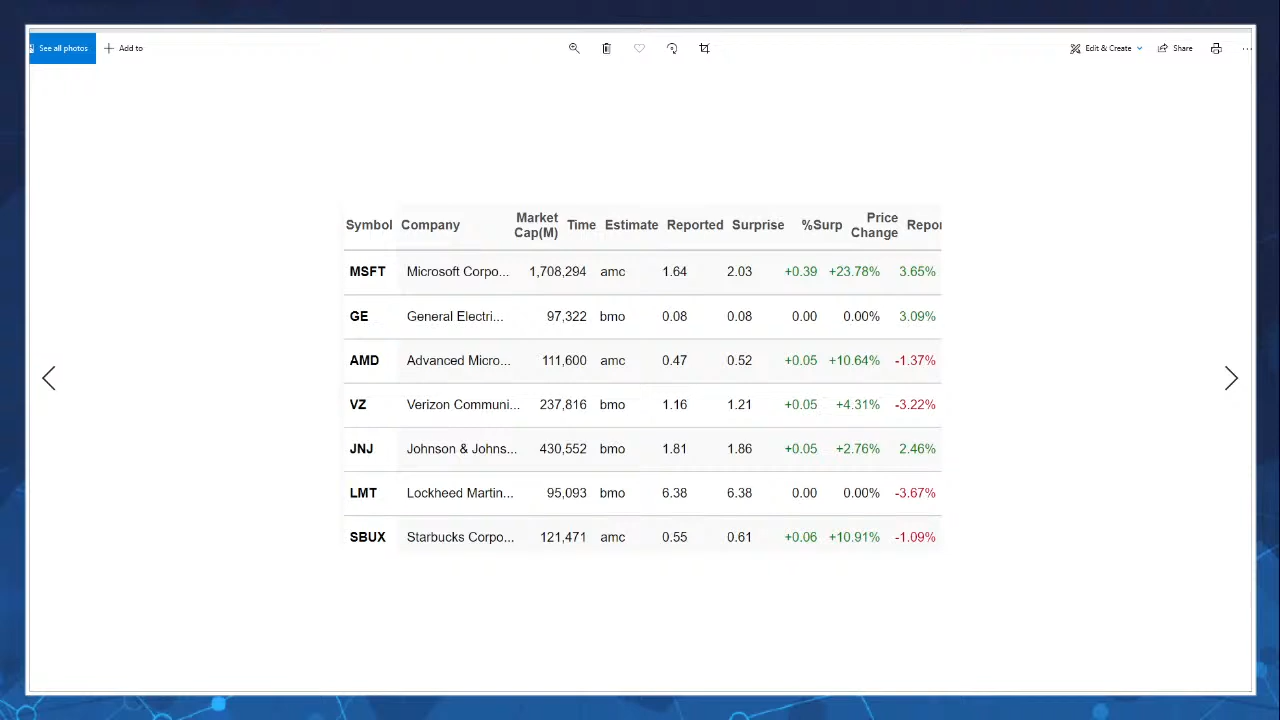 See all photos + Add to Edit & Create Share
Symbol Company Market Cap(M) Time Estimate Reported Surprise %Surp Price Change Repor
MSFT Microsoft Corpo... 1,708,294 amc 1.64 2.03 +0.39 +23.78% 3.65%
GE General Electri... 97,322 bmo 0.08 0.08 0.00 0.00% 3.09%
AMD Advanced Micro... 111,600 amc 0.47 0.52 +0.05 +10.64% -1.37%
VZ Verizon Communi... 237,816 bmo 1.16 1.21 +0.05 +4.31% -3.22%
JNJ Johnson & Johns... 430,552 bmo 1.81 1.86 +0.05 +2.76% 2.46%
LMT Lockheed Martin... 95,093 bmo 6.38 6.38 0.00 0.00% -3.67%
SBUX Starbucks Corpo... 121,471 amc 0.55 0.61 +0.06 +10.91% -1.09%